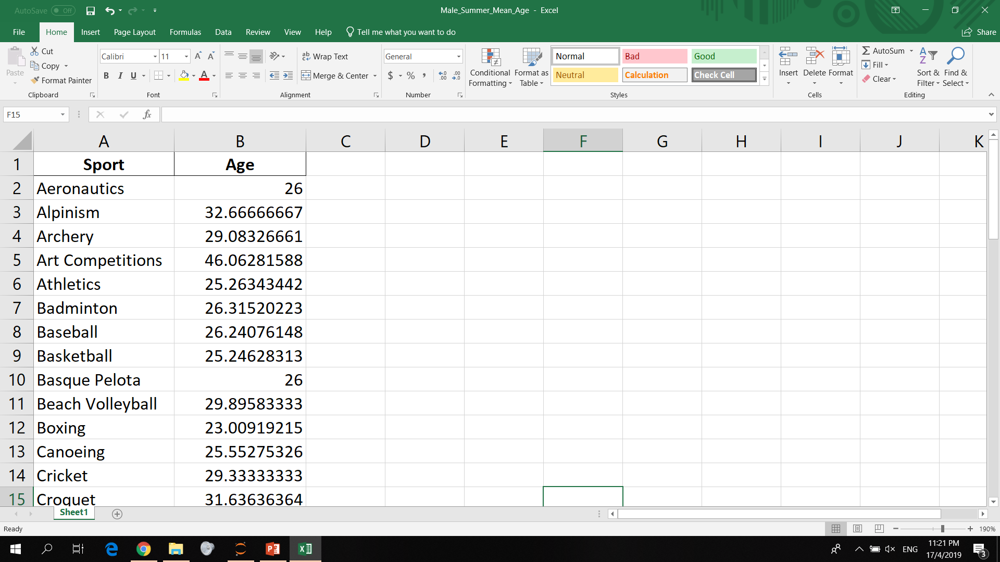 AutoSave Off
Male_Summer_Mean_Age - Excel
File Home Insert Page Layout Formulas Data Review View Help Tell me what you want to do Share
Paste
Cut
Copy
Format Painter
Clipboard
Calibri 11
B I U
Font
Wrap Text
Merge & Center
Alignment
General
$ % ,
Number
Conditional Formatting
Format as Table
Normal Bad Good
Neutral Calculation Check Cell
Styles
Insert Delete Format
Cells
AutoSum
Fill
Clear
Sort & Filter
Find & Select
Editing
F15 fx
A B C D E F G H I J K
1 Sport Age
2 Aeronautics 26
3 Alpinism 32.66666667
4 Archery 29.08326661
5 Art Competitions 46.06281588
6 Athletics 25.26343442
7 Badminton 26.31520223
8 Baseball 26.24076148
9 Basketball 25.24628313
10 Basque Pelota 26
11 Beach Volleyball 29.89583333
12 Boxing 23.00919215
13 Canoeing 25.55275326
14 Cricket 29.33333333
15 Croquet 31.63636364
Sheet1
Ready 190%
ENG
11:21 PM
17/4/2019
3